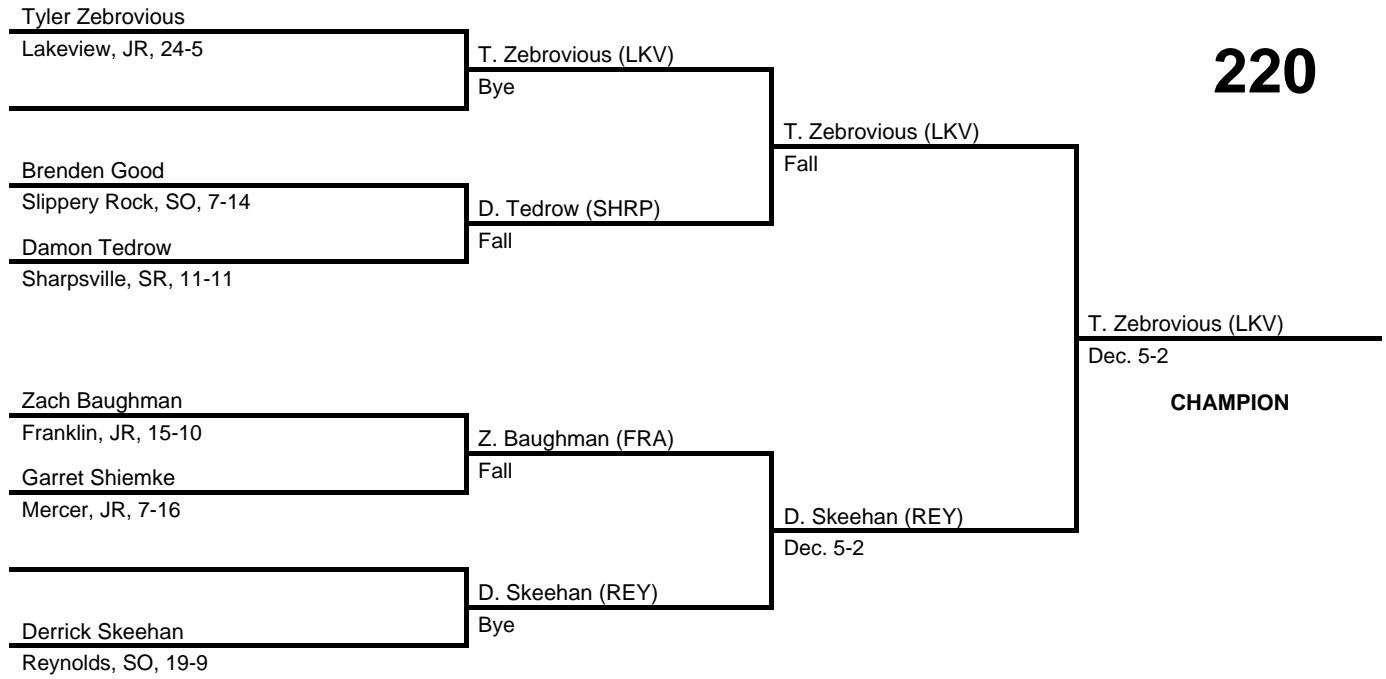 Tyler Zebrovious
Lakeview, JR, 24-5
T. Zebrovious (LKV)
Bye
220
T. Zebrovious (LKV)
Fall
Brenden Good
Slippery Rock, SO, 7-14
D. Tedrow (SHRP)
Fall
Damon Tedrow
Sharpsville, SR, 11-11
T. Zebrovious (LKV)
Dec. 5-2
CHAMPION
Zach Baughman
Franklin, JR, 15-10
Z. Baughman (FRA)
Fall
Garret Shiemke
Mercer, JR, 7-16
D. Skeehan (REY)
Dec. 5-2
D. Skeehan (REY)
Bye
Derrick Skeehan
Reynolds, SO, 19-9